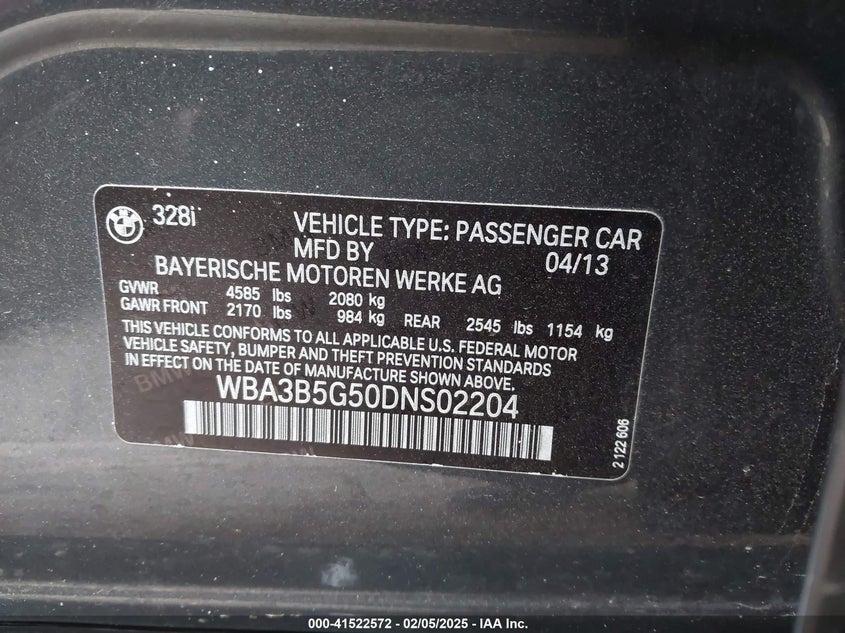 328i
VEHICLE TYPE: PASSENGER CAR
MFD BY 04/13
BAYERISCHE MOTOREN WERKE AG
GVWR 4585 lbs 2080 kg
GAWR FRONT 2170 lbs 984 kg REAR 2545 lbs 1154 kg
THIS VEHICLE CONFORMS TO ALL APPLICABLE U.S. FEDERAL MOTOR
VEHICLE SAFETY, BUMPER AND THEFT PREVENTION STANDARDS
IN EFFECT ON THE DATE OF MANUFACTURE SHOWN ABOVE.
WBA3B5G50DNS02204
2 122 606
000-41522572 - 02/05/2025 - IAA Inc.